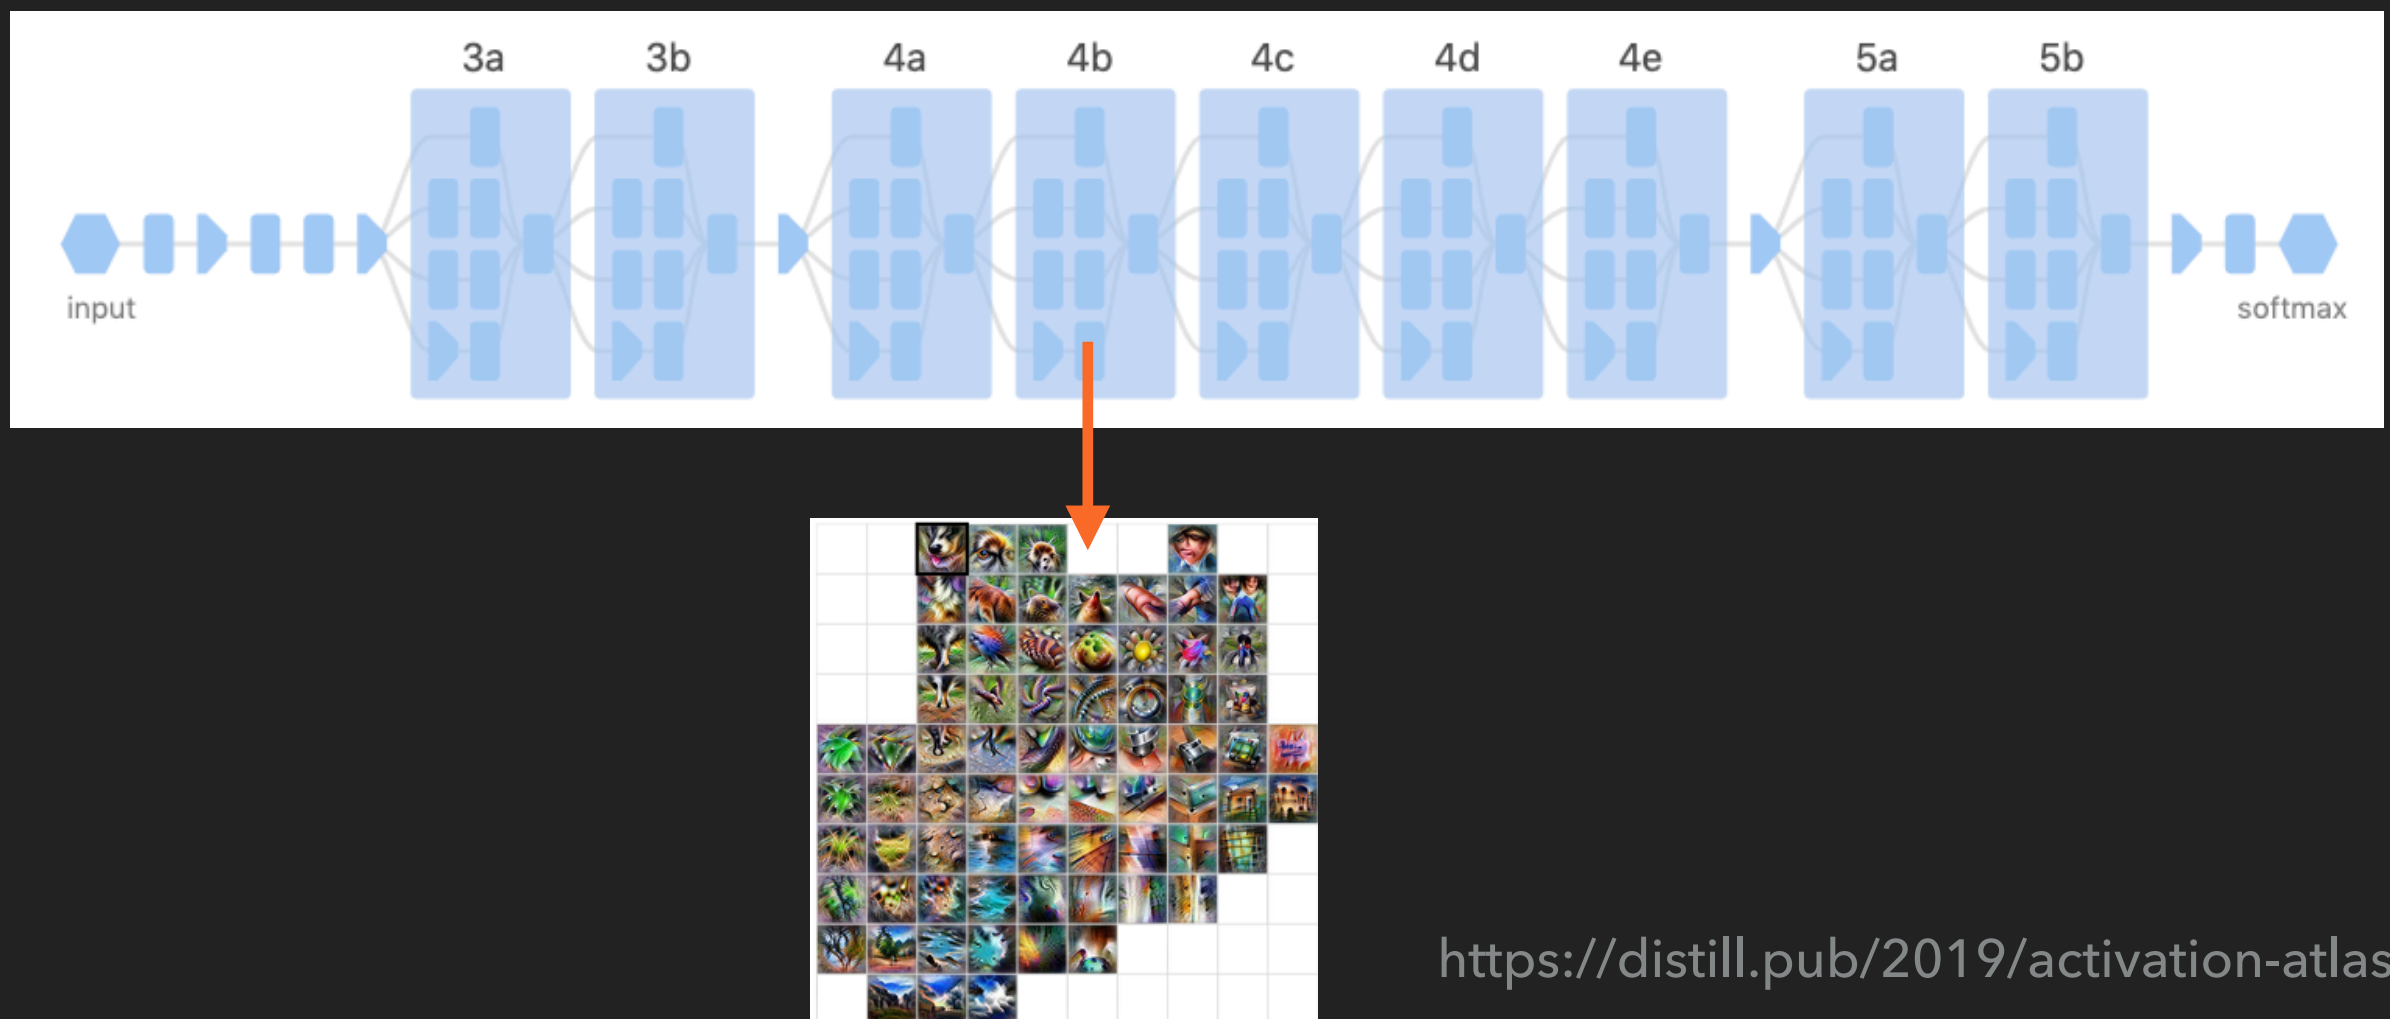 3a 3b 4a 4b 4c 4d 4e 5a 5b
input
softmax
https://distill.pub/2019/activation-atlas